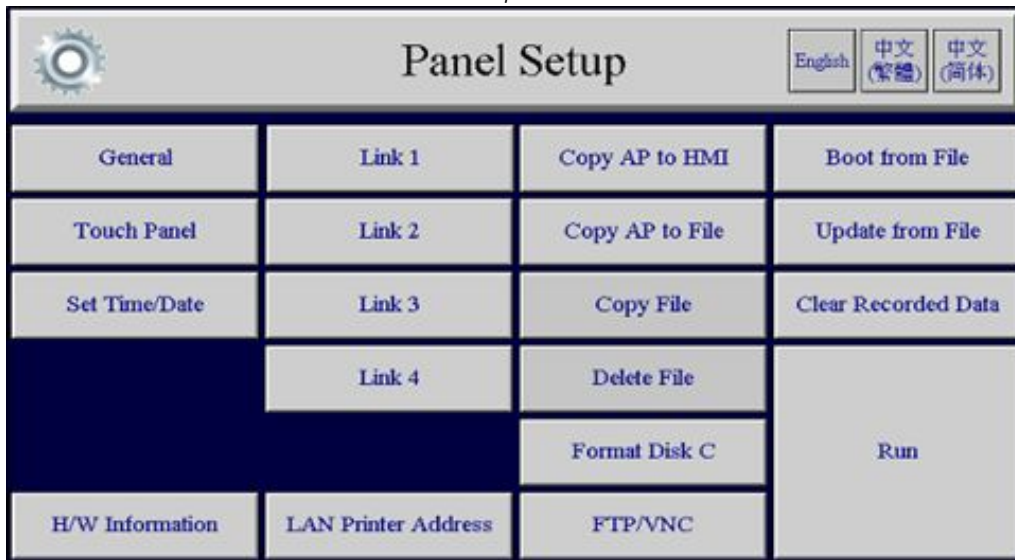 Panel Setup
English
中文
(繁體)
中文
(简体)
General
Link 1
Copy AP to HMI
Boot from File
Touch Panel
Link 2
Copy AP to File
Update from File
Set Time/Date
Link 3
Copy File
Clear Recorded Data
Link 4
Delete File
Format Disk C
Run
H/W Information
LAN Printer Address
FTP/VNC